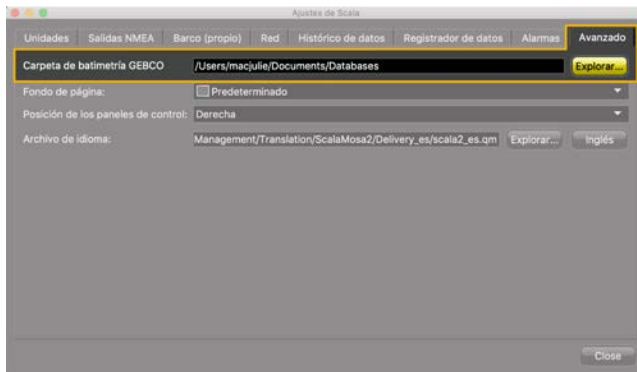 Ajustes de Scala
Unidades Salidas NMEA Barco (propio) Red Histórico de datos Registrador de datos Alarmas Avanzado
Carpeta de batimetría GEBCO /Users/macjulie/Documents/Databases Explorar...
Fondo de página: Predeterminado
Posición de los paneles de control: Derecha
Archivo de idioma: Management/Translation/ScalaMosa2/Delivery_es/scala2_es.qm Explorar... Inglés
Close